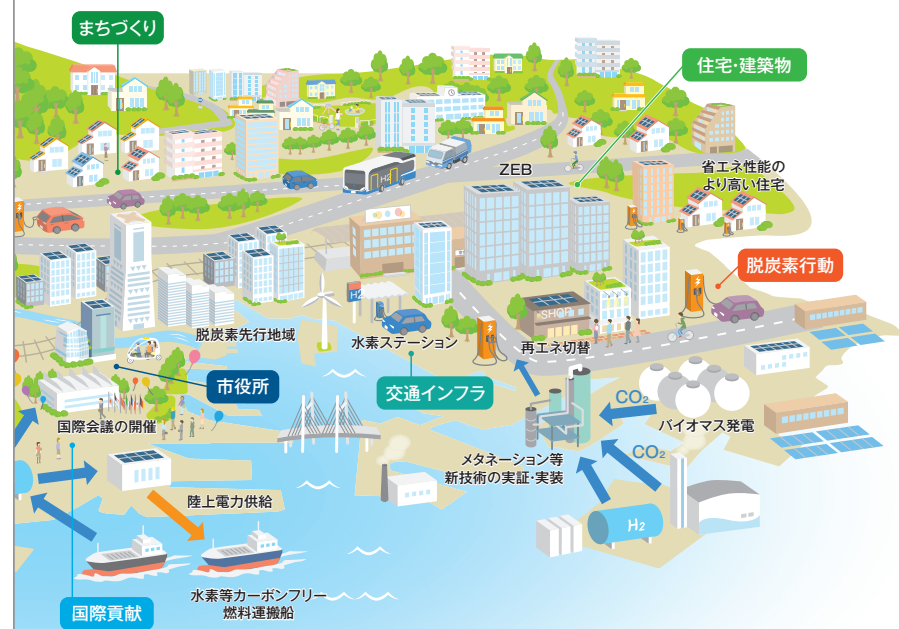 まちづくり
住宅・建築物
ZEB
省エネ性能の
より高い住宅
H2
脱炭素行動
H2
SHOP
脱炭素先行地域
水素ステーション
再エネ切替
市役所
交通インフラ
CO₂
国際会議の開催
バイオマス発電
CO₂
メタネーション等
新技術の実証・実装
陸上電力供給
H2
水素等カーボンフリー
燃料運搬船
国際貢献